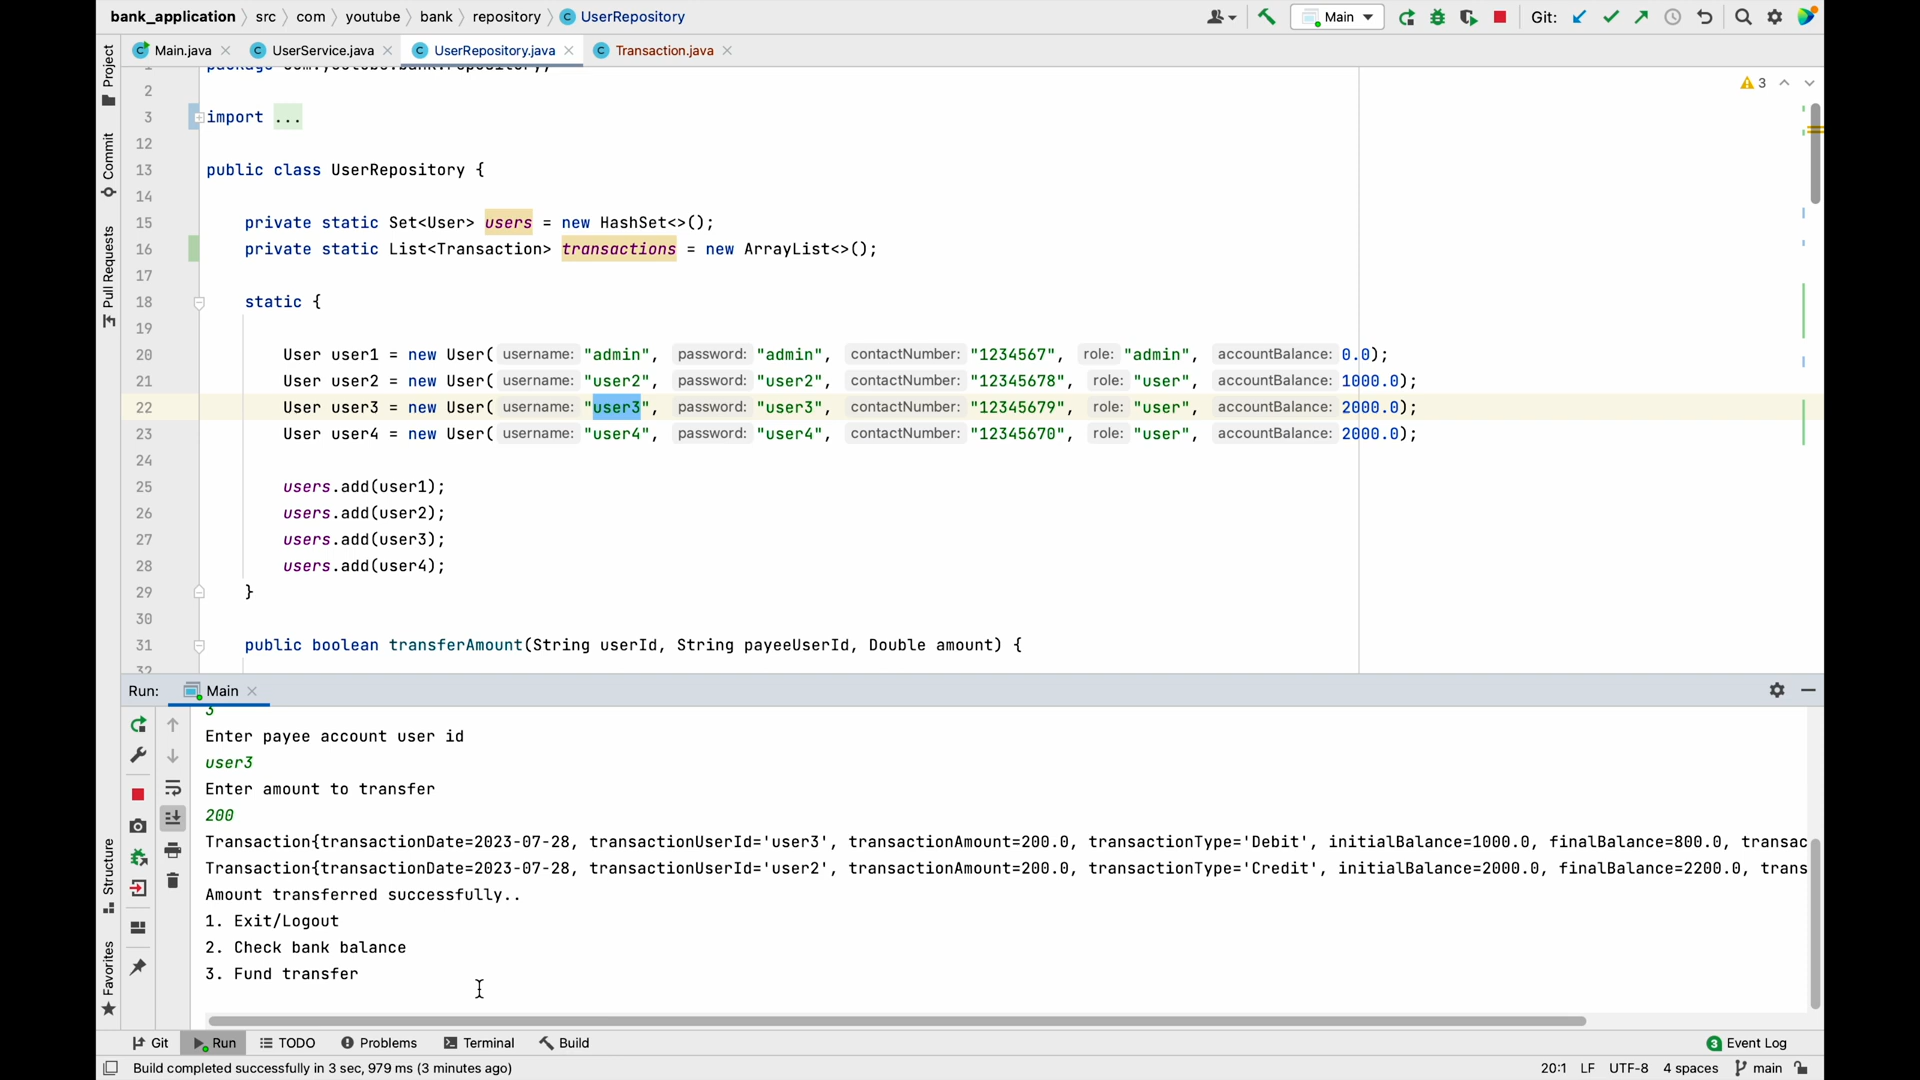 bank_application src com youtube bank repository UserRepository Main Git:
Main.java UserService.java UserRepository.java Transaction.java
Project
Commit
Pull Requests
Structure
Favorites
3
2
3 import ...
12
13 public class UserRepository {
14
15 private static Set<User> users = new HashSet<>();
16 private static List<Transaction> transactions = new ArrayList<>();
17
18 static {
19
20 User user1 = new User( username: "admin", password: "admin", contactNumber: "1234567", role: "admin", accountBalance: 0.0);
21 User user2 = new User( username: "user2", password: "user2", contactNumber: "12345678", role: "user", accountBalance: 1000.0);
22 User user3 = new User( username: "user3", password: "user3", contactNumber: "12345679", role: "user", accountBalance: 2000.0);
23 User user4 = new User( username: "user4", password: "user4", contactNumber: "12345670", role: "user", accountBalance: 2000.0);
24
25 users.add(user1);
26 users.add(user2);
27 users.add(user3);
28 users.add(user4);
29 }
30
31 public boolean transferAmount(String userId, String payeeUserId, Double amount) {
32
Run: Main
3
Enter payee account user id
user3
Enter amount to transfer
200
Transaction{transactionDate=2023-07-28, transactionUserId='user3', transactionAmount=200.0, transactionType='Debit', initialBalance=1000.0, finalBalance=800.0, transac
Transaction{transactionDate=2023-07-28, transactionUserId='user2', transactionAmount=200.0, transactionType='Credit', initialBalance=2000.0, finalBalance=2200.0, trans
Amount transferred successfully..
1. Exit/Logout
2. Check bank balance
3. Fund transfer
Git Run TODO Problems Terminal Build 3 Event Log
Build completed successfully in 3 sec, 979 ms (3 minutes ago) 20:1 LF UTF-8 4 spaces main